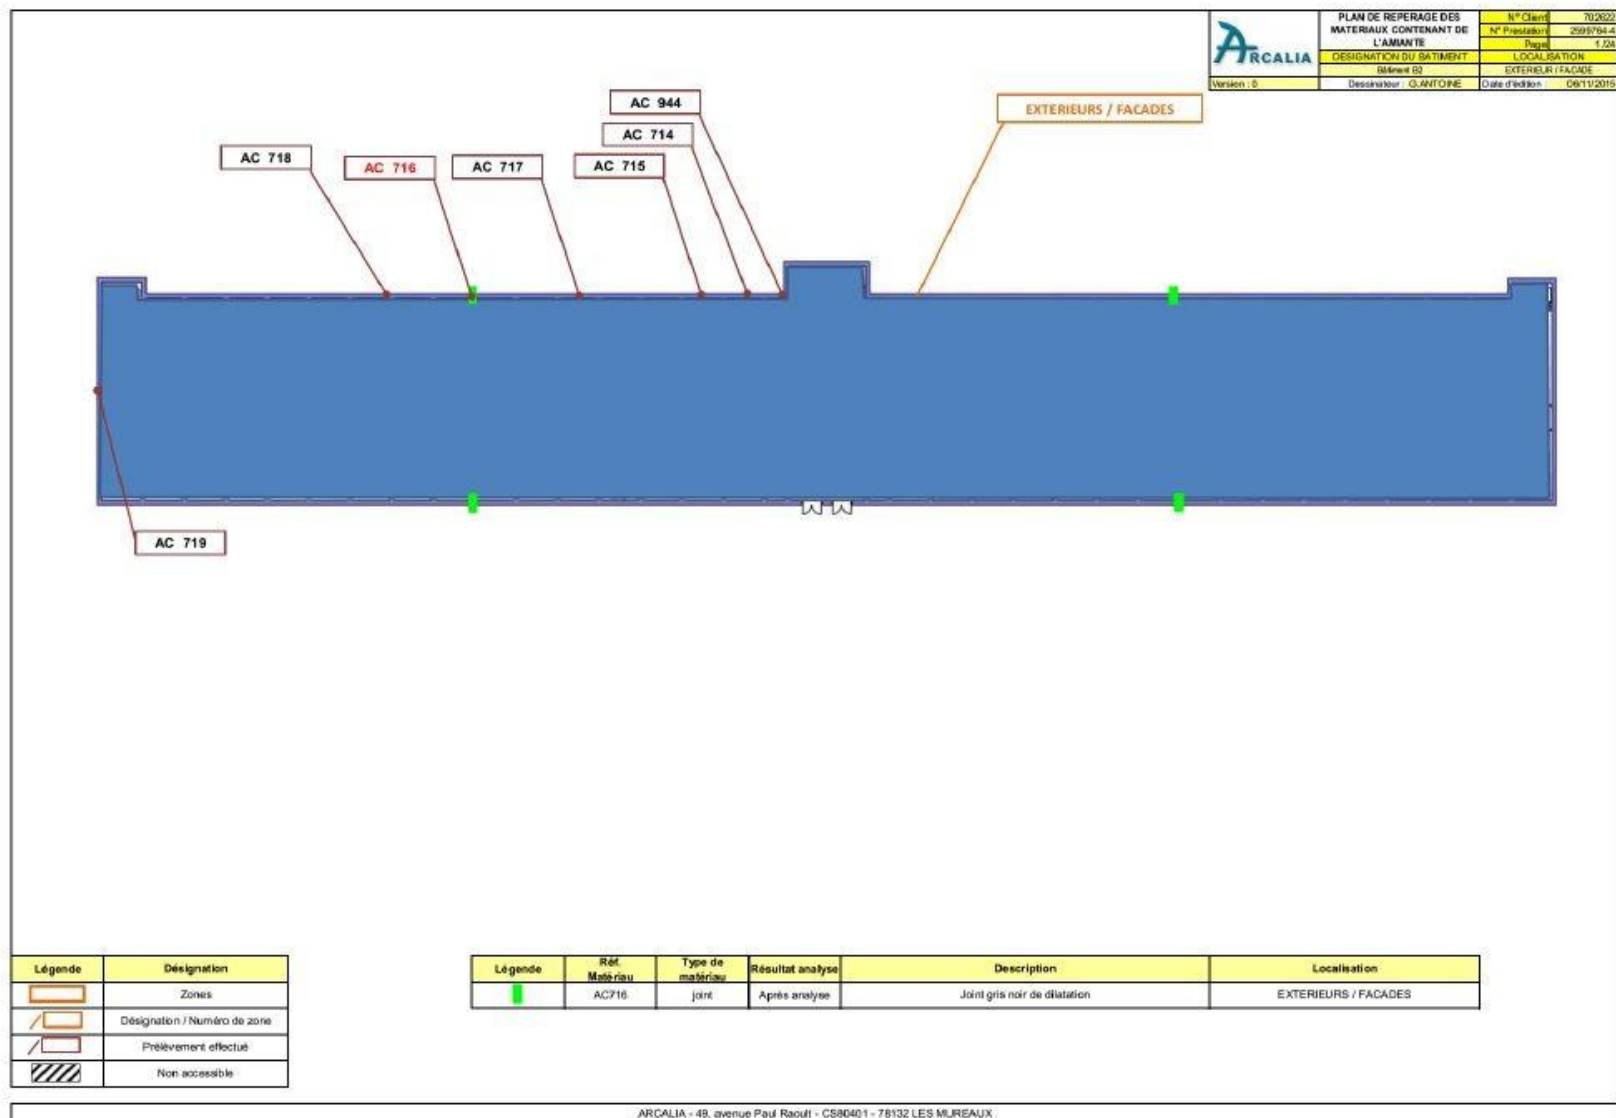 ARCALIA
PLAN DE REPERAGE DES
MATERIAUX CONTENANT DE
L'AMIANTE
DESIGNATION DU BATIMENT
Bâtiment B2
Version : 0
Dessinateur : G.ANTOINE
N° Client 702622
N° Prestation 2599764-4
Page 1 /24
LOCALISATION
EXTERIEUR / FACADE
Date d'édition : 06/11/2015
AC 944
EXTERIEURS / FACADES
AC 714
AC 718
AC 716
AC 717
AC 715
AC 719
Légende Désignation
Zones
Désignation / Numéro de zone
Prélèvement effectué
Non accessible
Légende Réf. Matériau Type de matériau Résultat analyse Description Localisation
AC716 joint Après analyse Joint gris noir de dilatation EXTERIEURS / FACADES
ARCALIA - 49, avenue Paul Raoult - CS80401 - 78132 LES MUREAUX